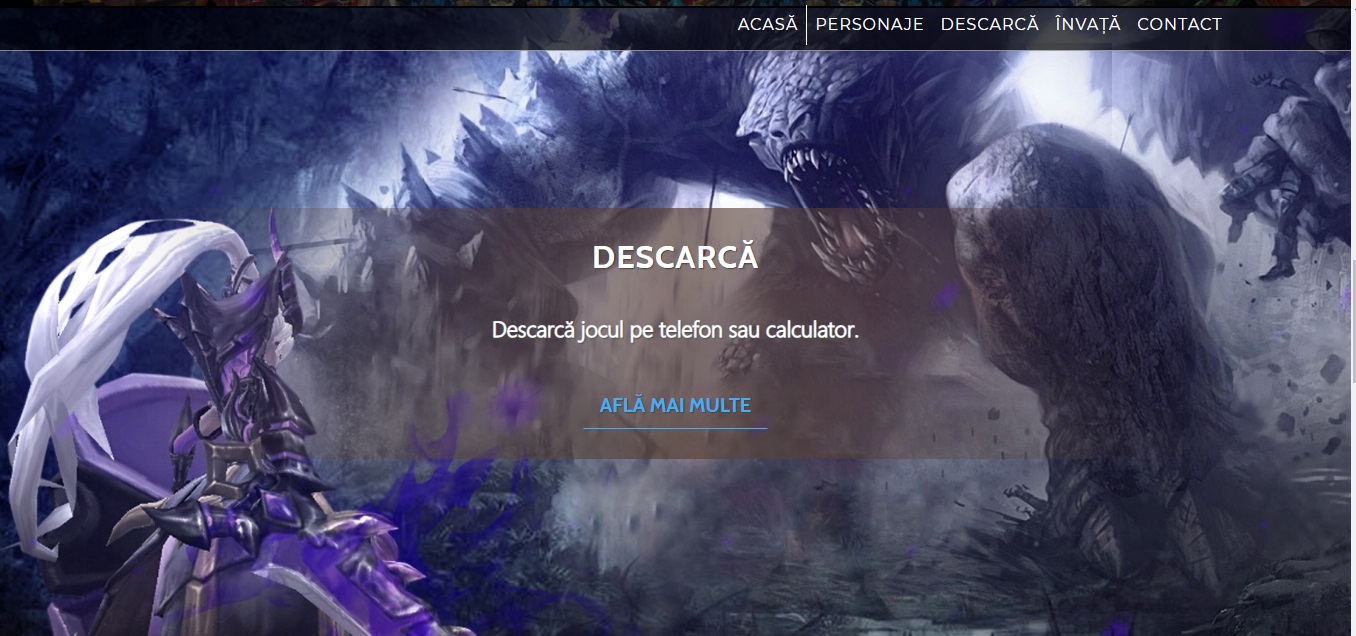 ACASĂ PERSONAJE DESCARCĂ ÎNVAȚĂ CONTACT
DESCARCĂ
Descarcă jocul pe telefon sau calculator.
AFLĂ MAI MULTE